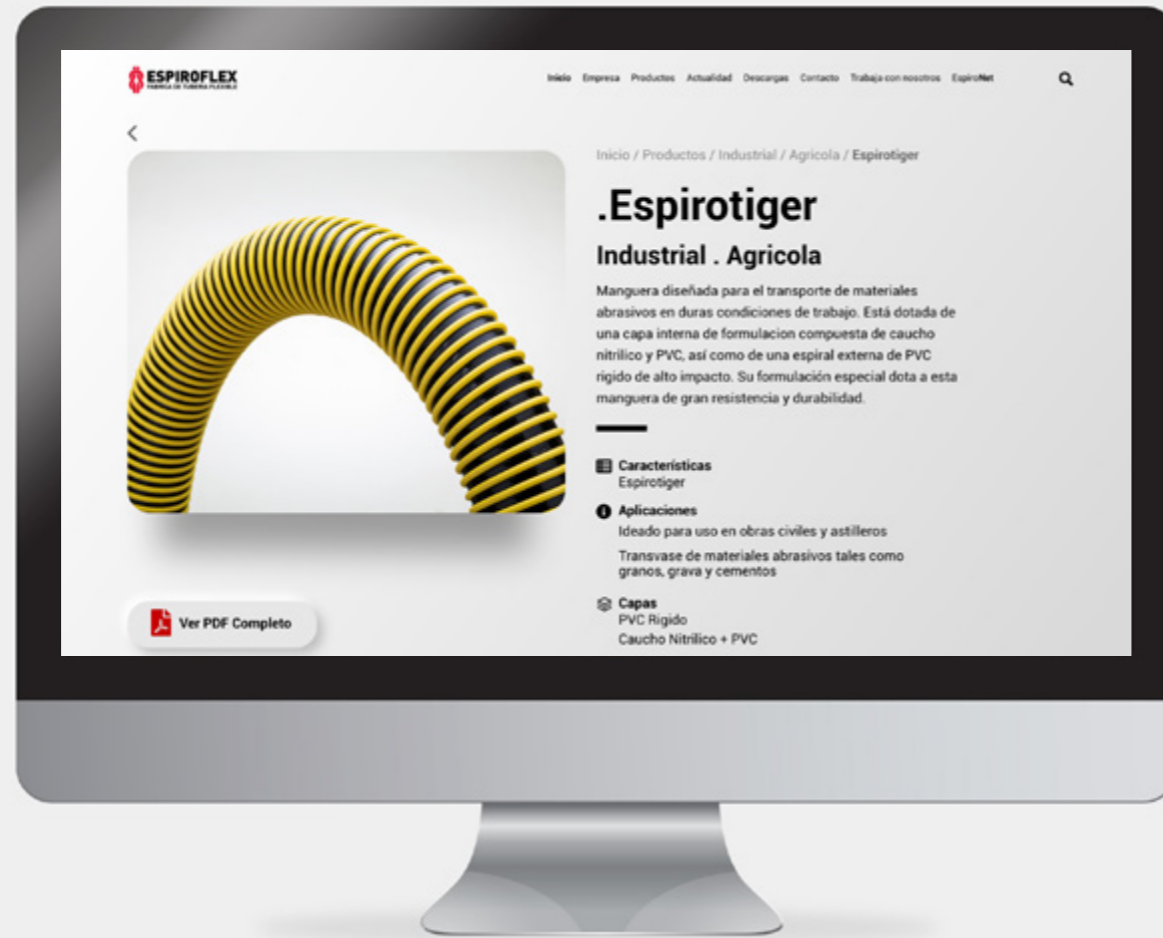 ESPIROFLEX
FABRICA DE TUBERIA FLEXIBLE
Inicio Empresa Productos Actualidad Descargas Contacto Trabaja con nosotros EspiroNet
Inicio / Productos / Industrial / Agricola / Espirotiger
.Espirotiger
Industrial . Agricola
Manguera diseñada para el transporte de materiales
abrasivos en duras condiciones de trabajo. Está dotada de
una capa interna de formulacion compuesta de caucho
nitrilico y PVC, así como de una espiral externa de PVC
rigido de alto impacto. Su formulación especial dota a esta
manguera de gran resistencia y durabilidad.
Características
Espirotiger
Aplicaciones
Ideado para uso en obras civiles y astilleros
Transvase de materiales abrasivos tales como
granos, grava y cementos
Capas
PVC Rigido
Caucho Nitrilico + PVC
Ver PDF Completo